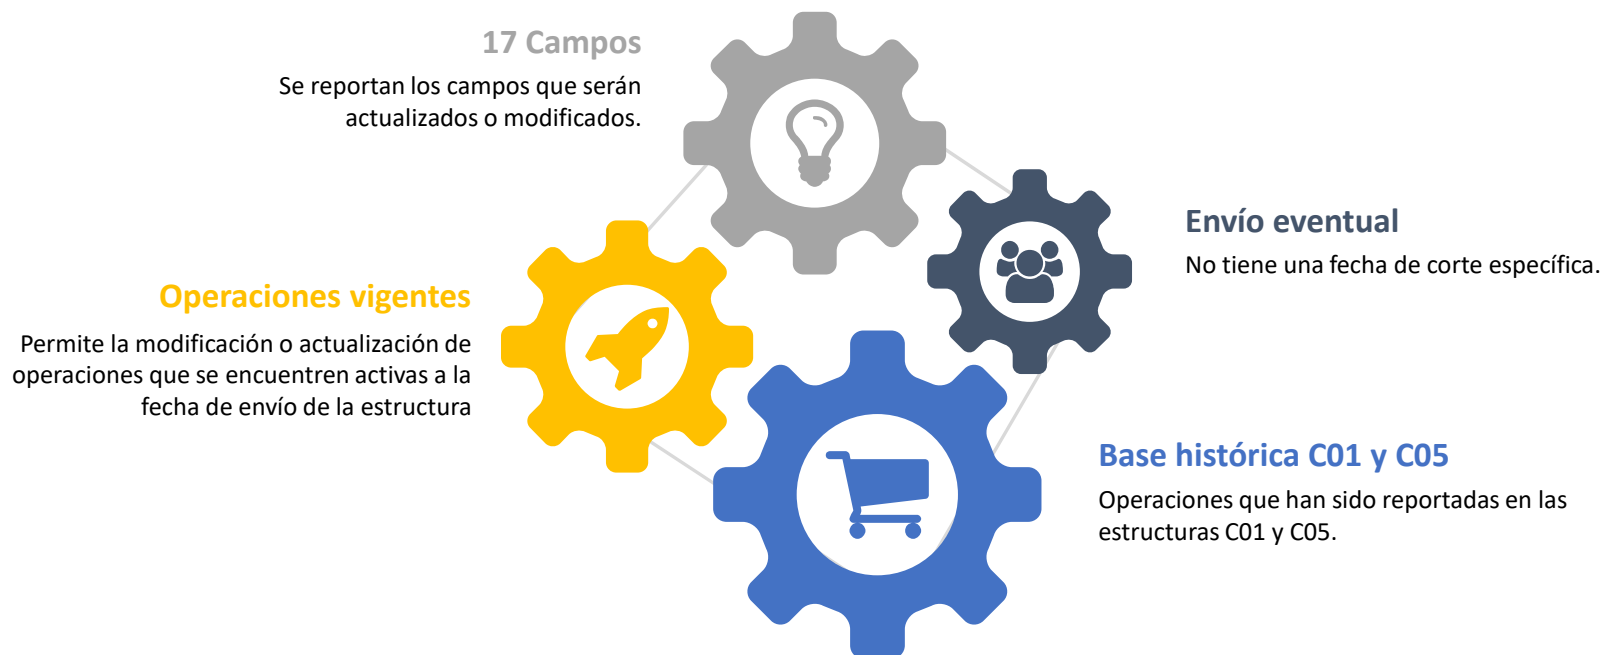 17 Campos
Se reportan los campos que serán
actualizados o modificados.
Envío eventual
No tiene una fecha de corte específica.
Operaciones vigentes
Permite la modificación o actualización de
operaciones que se encuentren activas a la
fecha de envío de la estructura
Base histórica C01 y C05
Operaciones que han sido reportadas en las
estructuras C01 y C05.